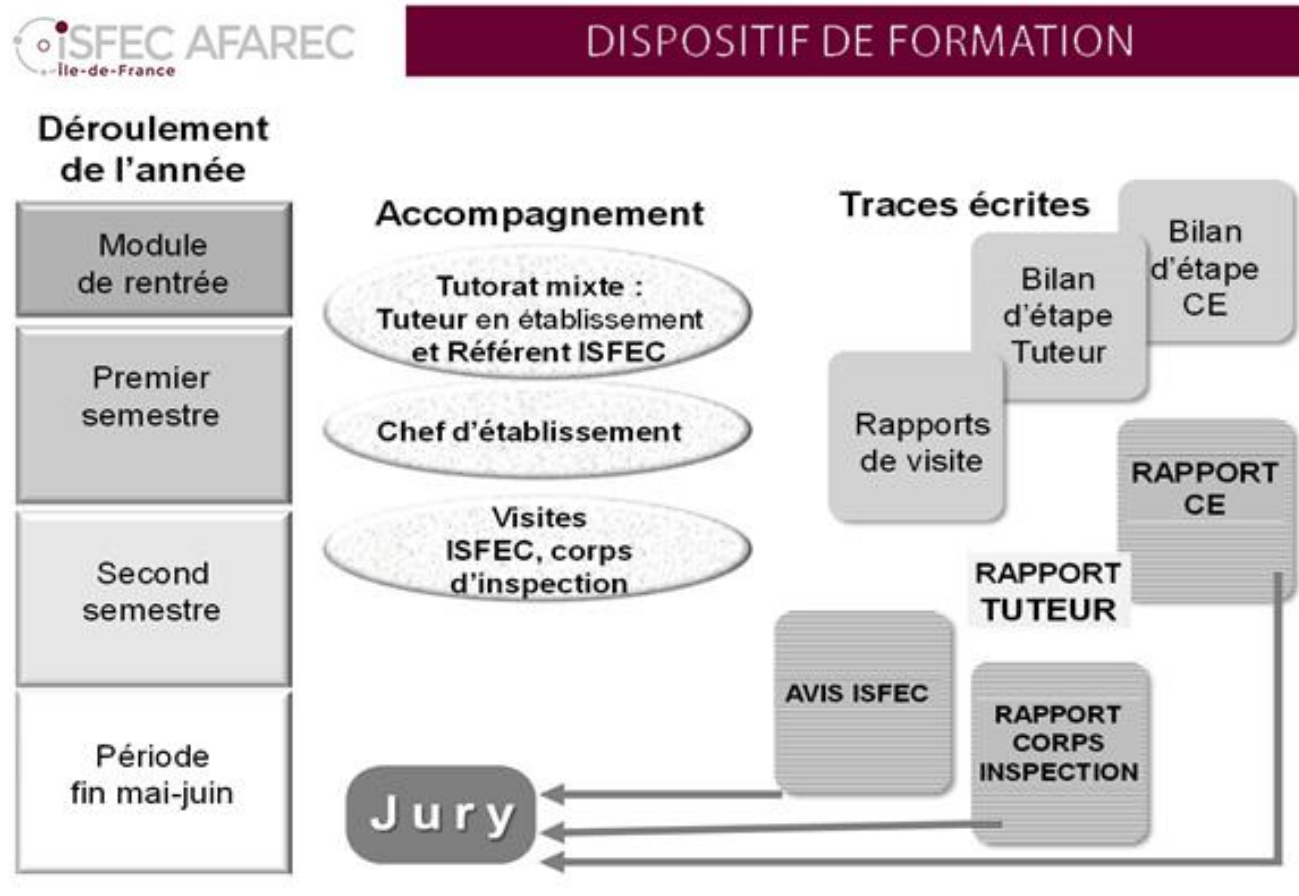 iSFEC AFAREC
Île-de-France
DISPOSITIF DE FORMATION
Déroulement
de l'année
Module
de rentrée
Premier
semestre
Second
semestre
Période
fin mai-juin
Accompagnement
Tutorat mixte :
Tuteur en établissement
et Référent ISFEC
Chef d'établissement
Visites
ISFEC, corps
d'inspection
Traces écrites
Bilan
d'étape
CE
Bilan
d'étape
Tuteur
Rapports
de visite
RAPPORT
CE
RAPPORT
TUTEUR
AVIS ISFEC
RAPPORT
CORPS
INSPECTION
Jury